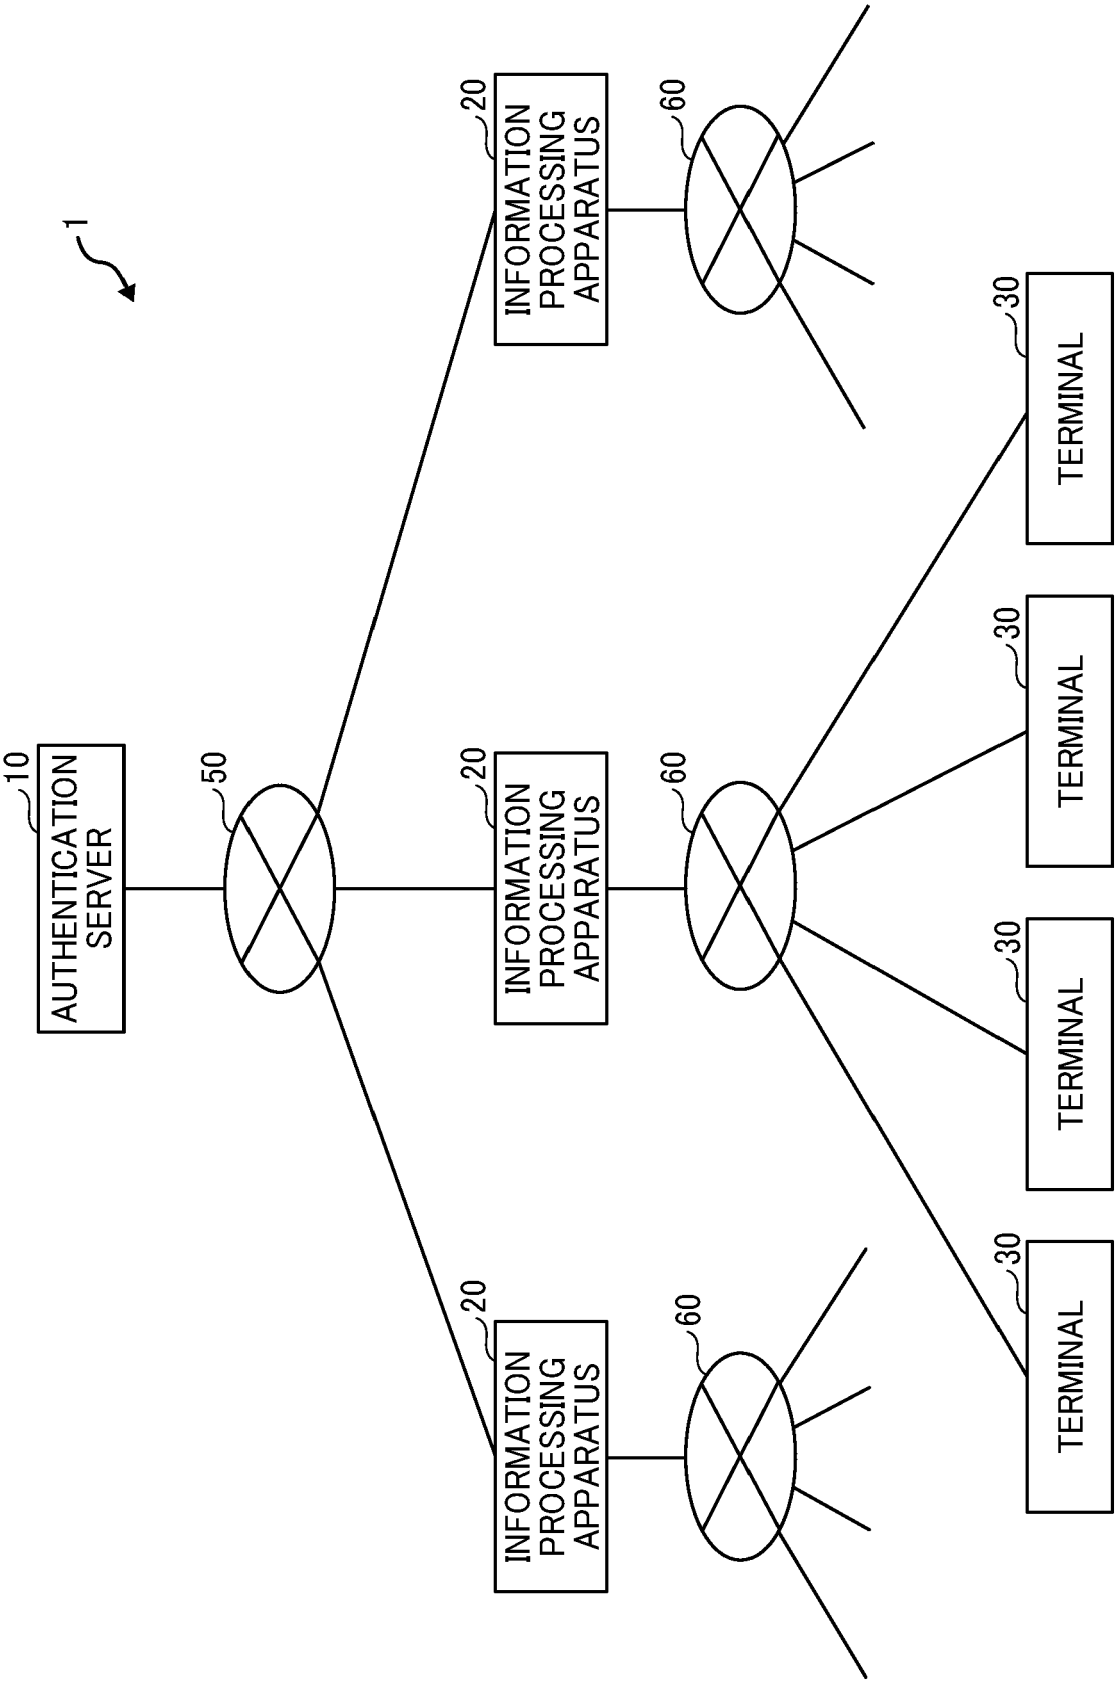 1
10
AUTHENTICATION
SERVER
50
20
INFORMATION
PROCESSING
APPARATUS
20
INFORMATION
PROCESSING
APPARATUS
20
INFORMATION
PROCESSING
APPARATUS
60
60
60
30
TERMINAL
30
TERMINAL
30
TERMINAL
30
TERMINAL